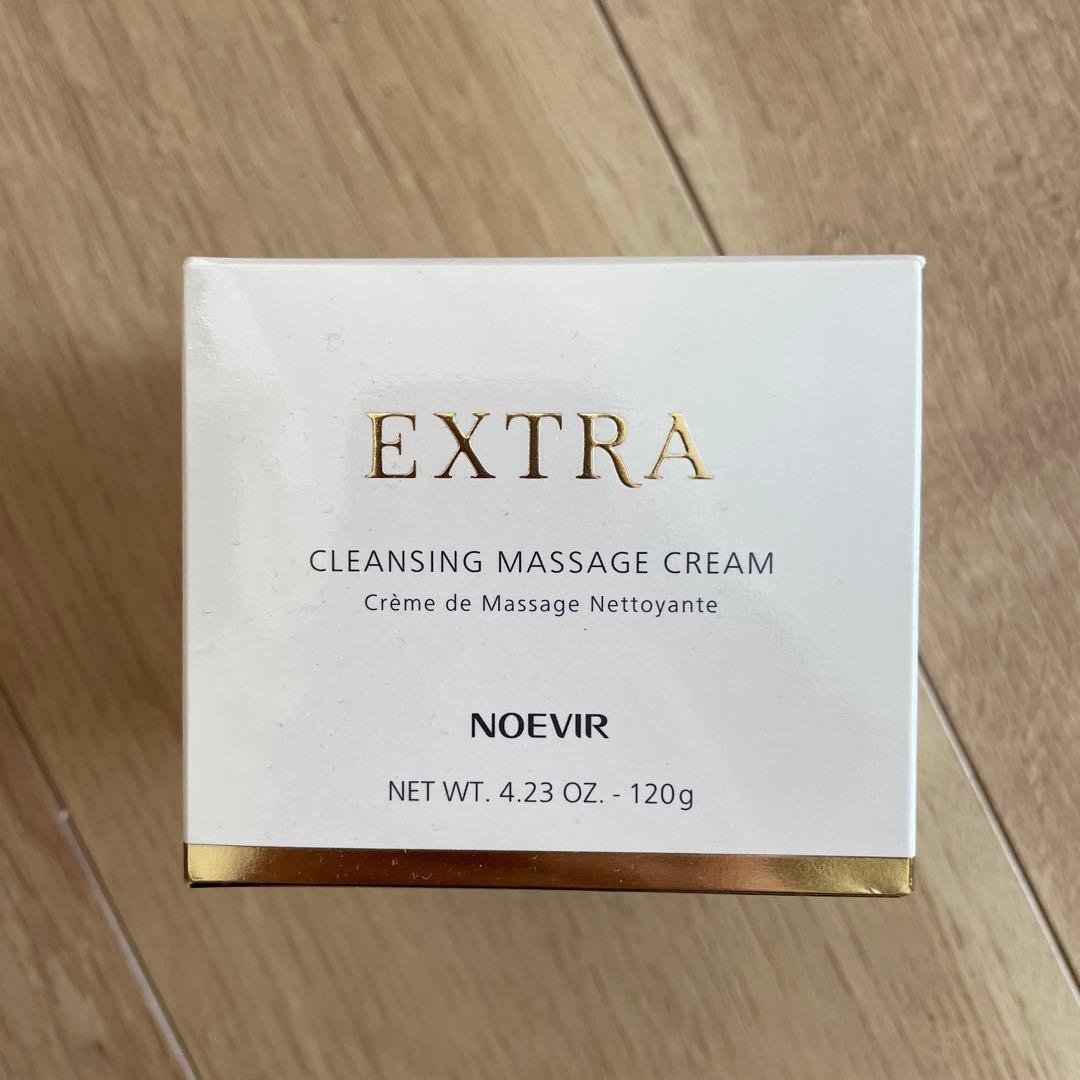 EXTRA
CLEANSING MASSAGE CREAM
Crème de Massage Nettoyante
NOEVIR
NET WT. 4.23 OZ. - 120g